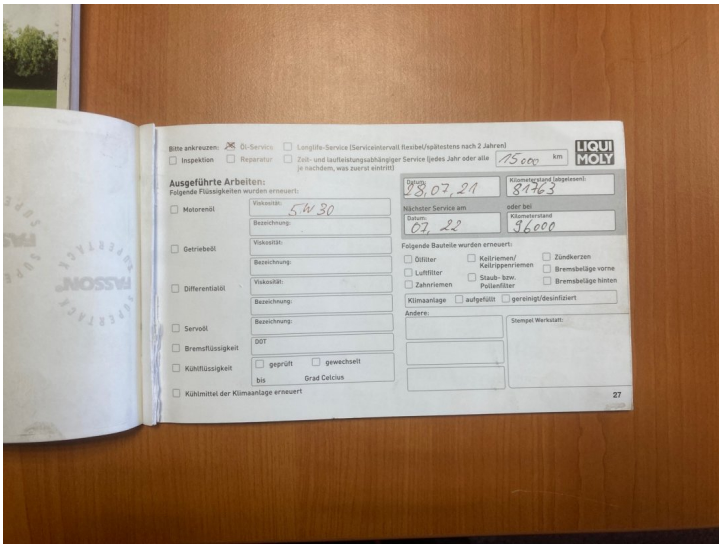 Bitte ankreuzen: Öl-Service Longlife-Service (Serviceintervall flexibel/spätestens nach 2 Jahren)
Inspektion Reparatur Zeit- und laufleistungsabhängiger Service (jedes Jahr oder alle 15.000 km
je nachdem, was zuerst eintritt)
LIQUI
MOLY
Ausgeführte Arbeiten:
Folgende Flüssigkeiten wurden erneuert:
Motorenöl
Viskosität: 5W30
Bezeichnung:
Getriebeöl
Viskosität:
Bezeichnung:
Differentialöl
Viskosität:
Bezeichnung:
Servoöl
Bezeichnung:
Bremsflüssigkeit
DOT
Kühlflüssigkeit
geprüft gewechselt
bis Grad Celcius
Kühlmittel der Klimaanlage erneuert
Datum: 28.07.21
Kilometerstand (abgelesen): 81763
Nächster Service am oder bei
Datum: 07, 22
Kilometerstand 96000
Folgende Bauteile wurden erneuert:
Ölfilter
Luftfilter
Zahnriemen
Keilriemen/
Keilrippenriemen
Staub- bzw.
Pollenfilter
Zündkerzen
Bremsbeläge vorne
Bremsbeläge hinten
Klimaanlage aufgefüllt gereinigt/desinfiziert
Andere:
Stempel Werkstatt:
27
FASSON
SUPERTACK